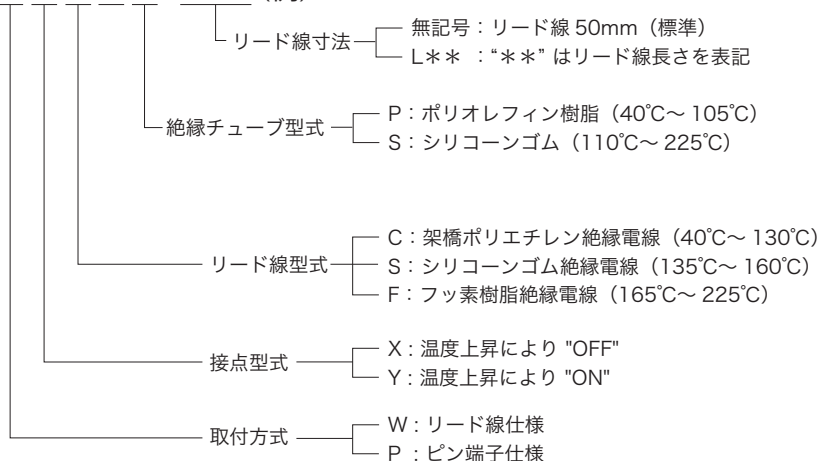 リード線寸法
無記号：リード線 50mm（標準）
L＊＊ ：“＊＊” はリード線長さを表記
絶縁チューブ型式
P：ポリオレフィン樹脂（40℃～ 105℃）
S：シリコーンゴム（110℃～ 225℃）
リード線型式
C：架橋ポリエチレン絶縁電線（40℃～ 130℃）
S：シリコーンゴム絶縁電線（135℃～ 160℃）
F：フッ素樹脂絶縁電線（165℃～ 225℃）
接点型式
X：温度上昇により "OFF"
Y：温度上昇により "ON"
取付方式
W：リード線仕様
P ：ピン端子仕様